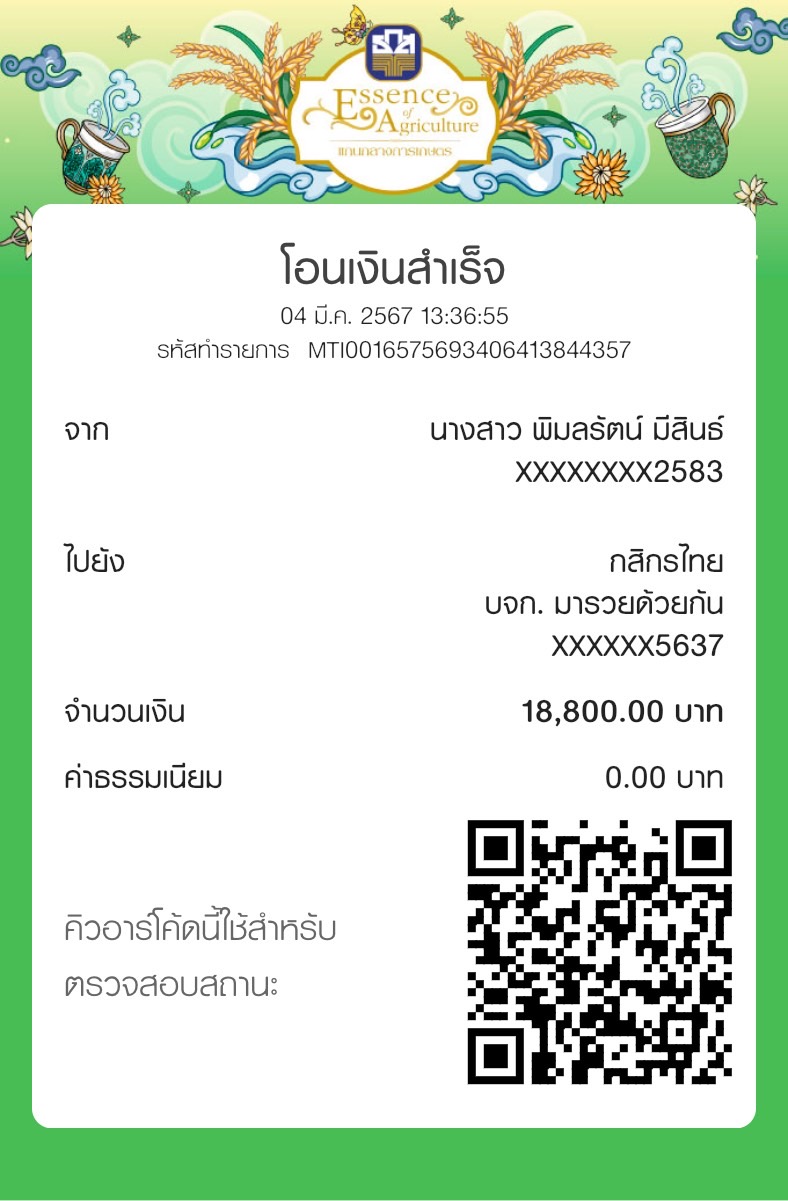 Essence
of
Agriculture
แก่นกลางการเกษตร
โอนเงินสำเร็จ
04 มี.ค. 2567 13:36:55
รหัสทำรายการ MTI0016575693406413844357
จาก นางสาว พิมลรัตน์ มีสินธ์
XXXXXXXX2583
ไปยัง กสิกรไทย
บจก. มารวยด้วยกัน
XXXXXX5637
จำนวนเงิน 18,800.00 บาท
ค่าธรรมเนียม 0.00 บาท
คิวอาร์โค้ดนี้ใช้สำหรับ
ตรวจสอบสถานะ